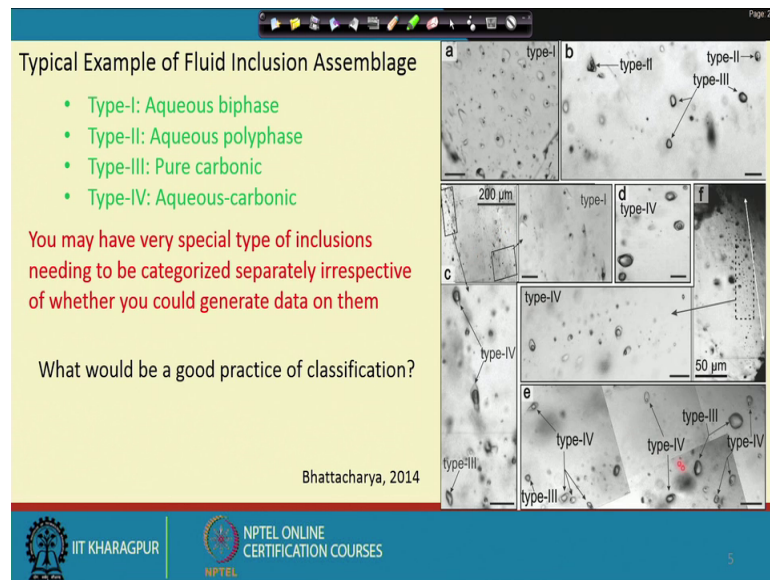 Page: 2
Typical Example of Fluid Inclusion Assemblage
• Type-I: Aqueous biphase
• Type-II: Aqueous polyphase
• Type-III: Pure carbonic
• Type-IV: Aqueous-carbonic
You may have very special type of inclusions
needing to be categorized separately irrespective
of whether you could generate data on them
What would be a good practice of classification?
Bhattacharya, 2014
a
type-I
b
type-II
type-II
type-III
200 µm
type-I
c
type-IV
type-III
d
type-IV
f
50 µm
type-IV
e
type-IV
type-III
type-III
type-IV
type-IV
IIT KHARAGPUR
NPTEL
NPTEL ONLINE
CERTIFICATION COURSES
5